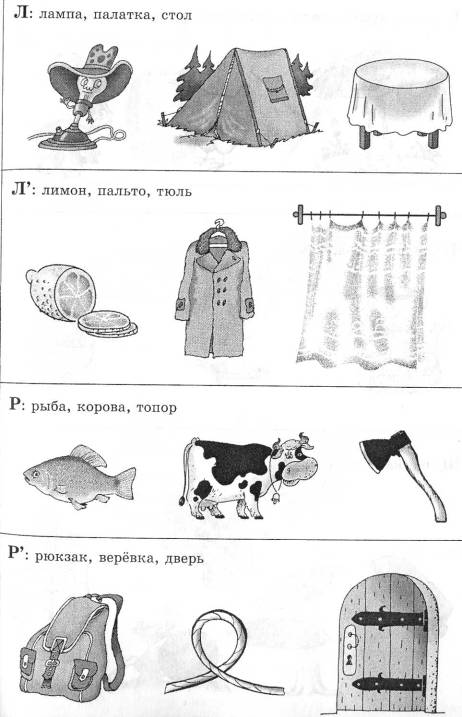 Л: лампа, палатка, стол
Л’: лимон, пальто, тюль
Р: рыба, корова, топор
Р’: рюкзак, верёвка, дверь